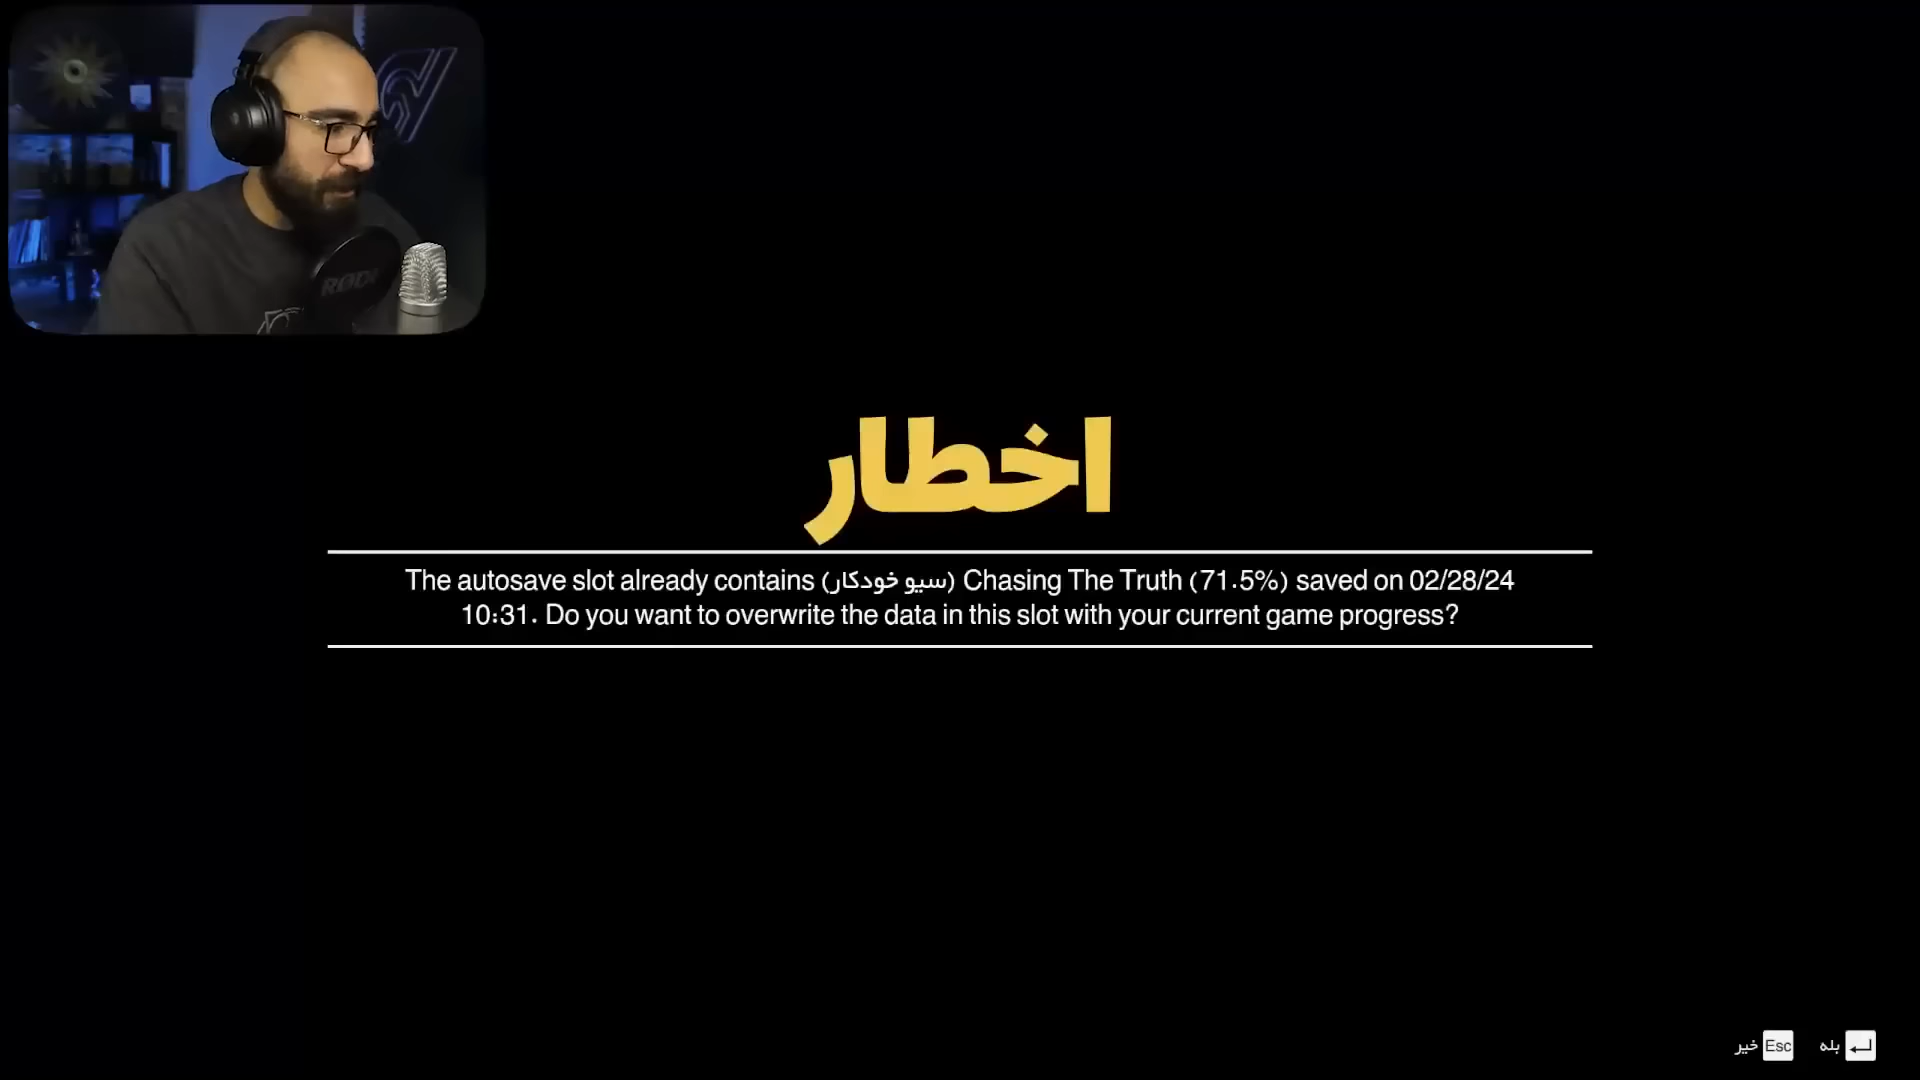 RØDE
اخطار
The autosave slot already contains (سیو خودکار) Chasing The Truth (71.5%) saved on 02/28/24
10:31. Do you want to overwrite the data in this slot with your current game progress?
خیر Esc بله